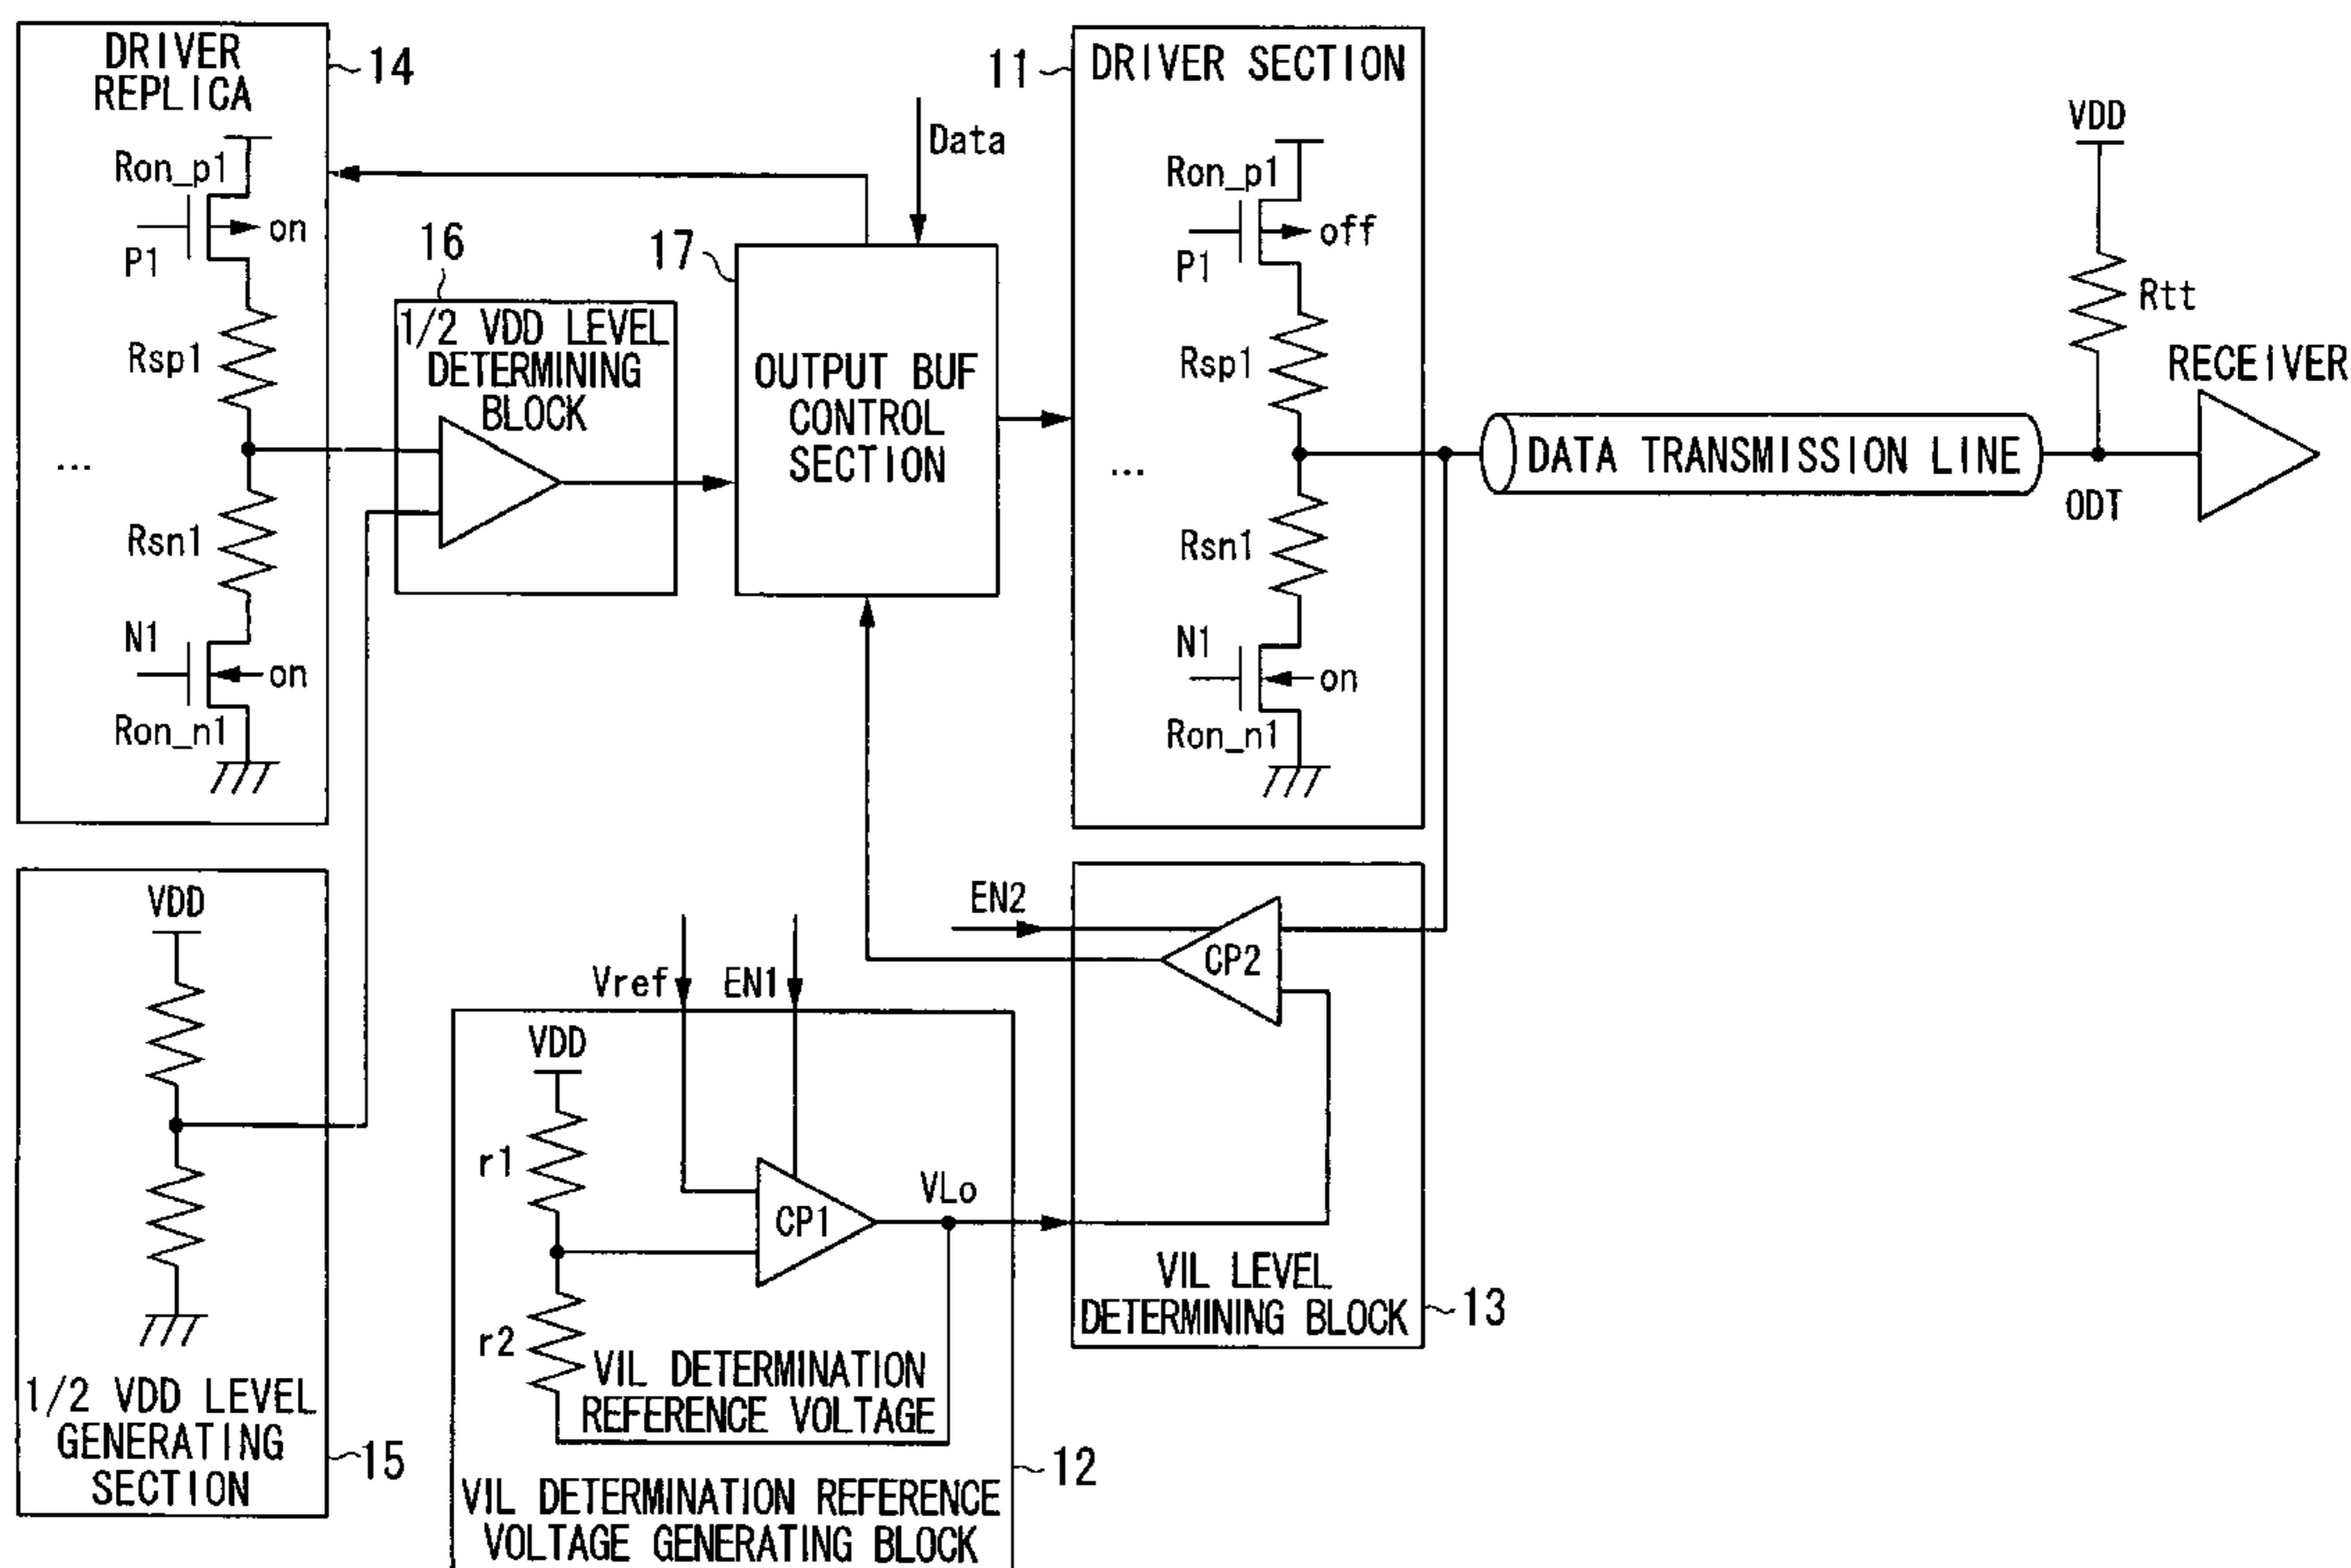 DRIVER
REPLICA
14
Ron_p1
on
P1
Rsp1
...
Rsn1
N1
on
Ron_n1
16
1/2 VDD LEVEL
DETERMINING
BLOCK
17
Data
OUTPUT BUF
CONTROL
SECTION
11
DRIVER SECTION
Ron_p1
off
P1
Rsp1
...
Rsn1
N1
on
Ron_n1
VDD
Rtt
RECEIVER
DATA TRANSMISSION LINE
ODT
VDD
1/2 VDD LEVEL
GENERATING
SECTION
15
Vref
EN1
VDD
r1
CP1
VLo
r2
VIL DETERMINATION
REFERENCE VOLTAGE
12
VIL DETERMINATION REFERENCE
VOLTAGE GENERATING BLOCK
EN2
CP2
VIL LEVEL
DETERMINING BLOCK
13